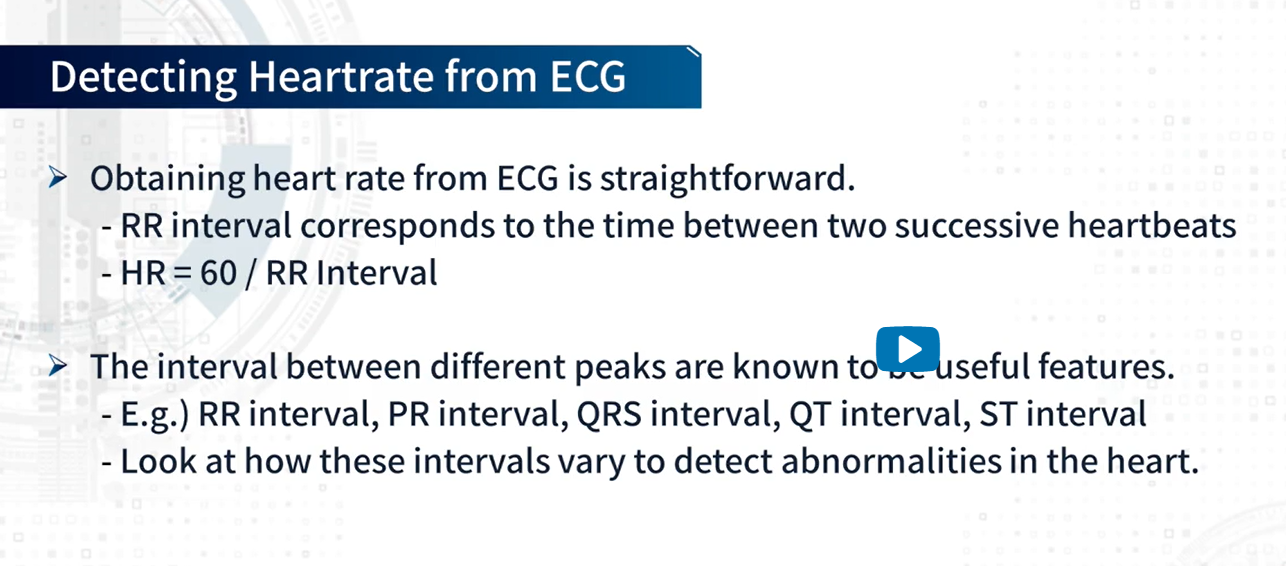 Detecting Heartrate from ECG
➢ Obtaining heart rate from ECG is straightforward.
- RR interval corresponds to the time between two successive heartbeats
- HR = 60 / RR Interval
➢ The interval between different peaks are known to be useful features.
- E.g.) RR interval, PR interval, QRS interval, QT interval, ST interval
- Look at how these intervals vary to detect abnormalities in the heart.